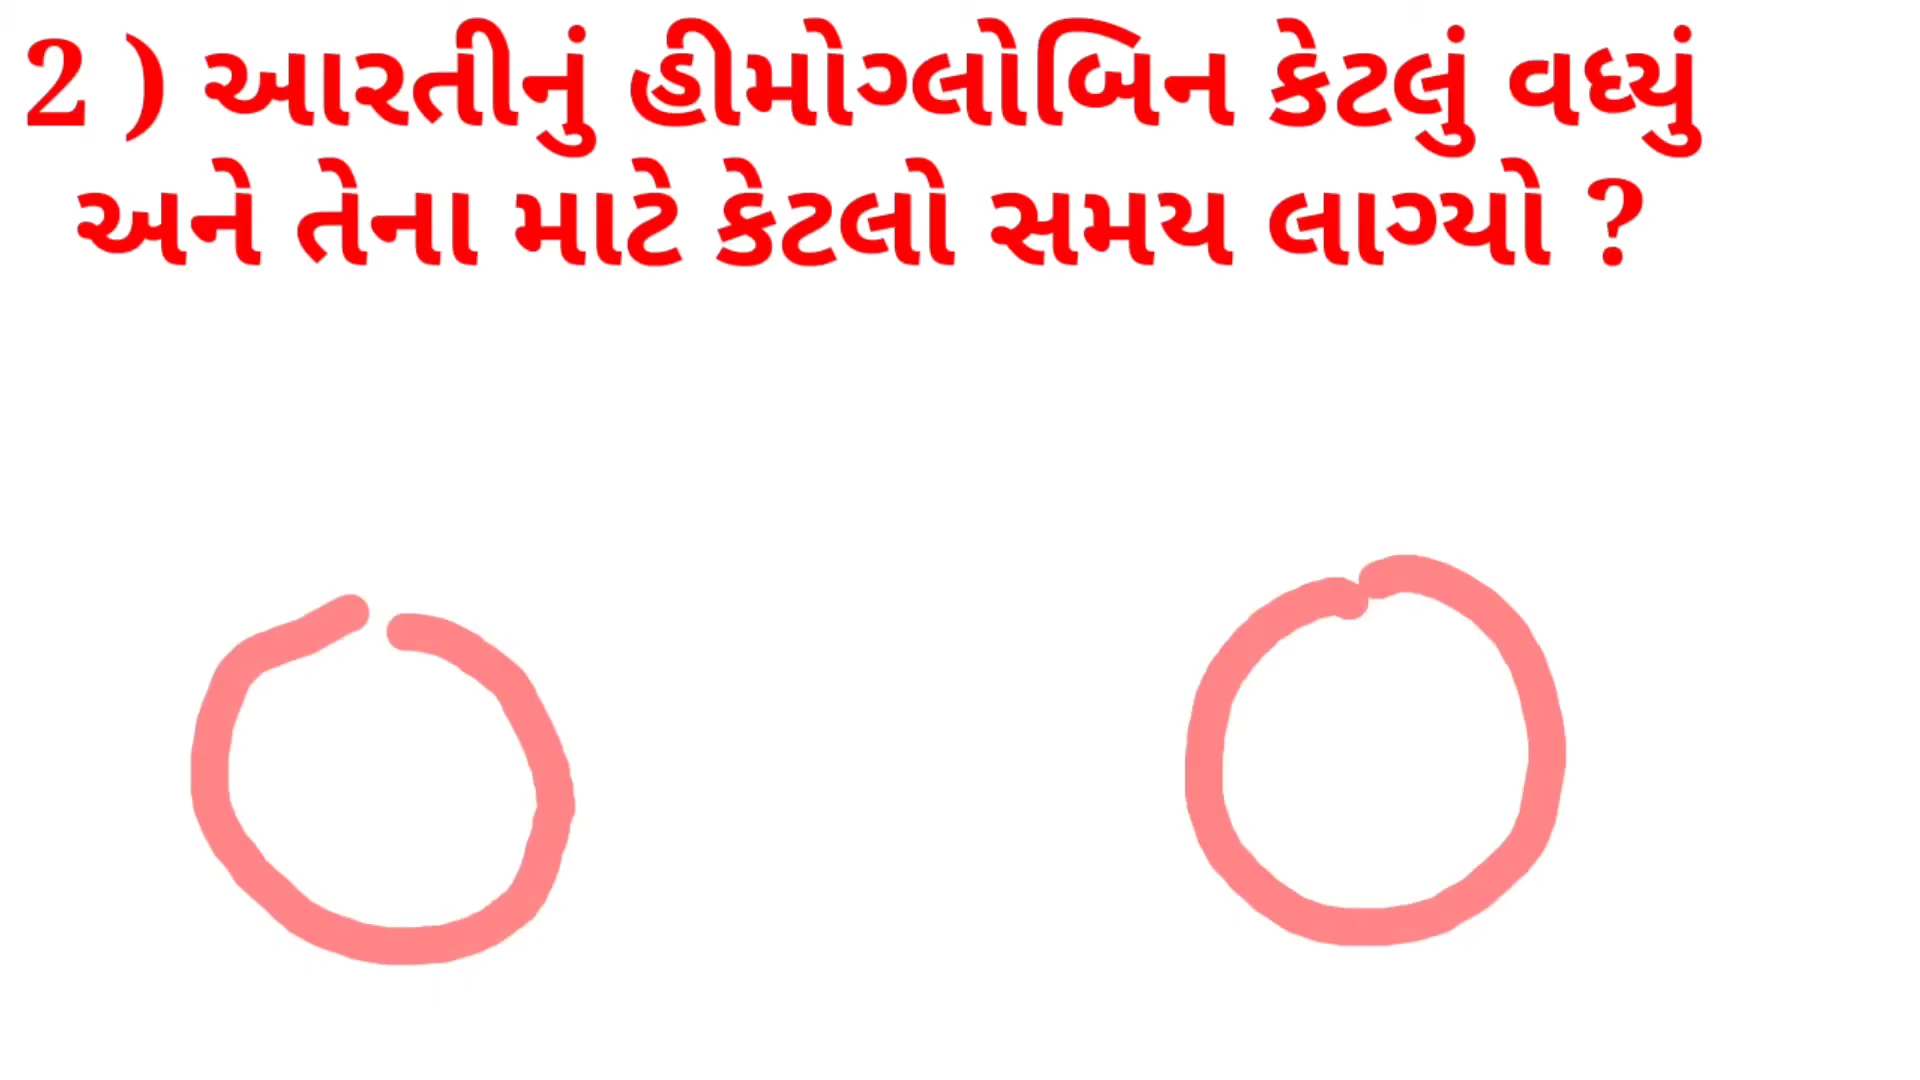 2 ) આરતીનું હીમોગ્લોબિન કેટલું વધ્યું
અને તેના માટે કેટલો સમય લાગ્યો ?